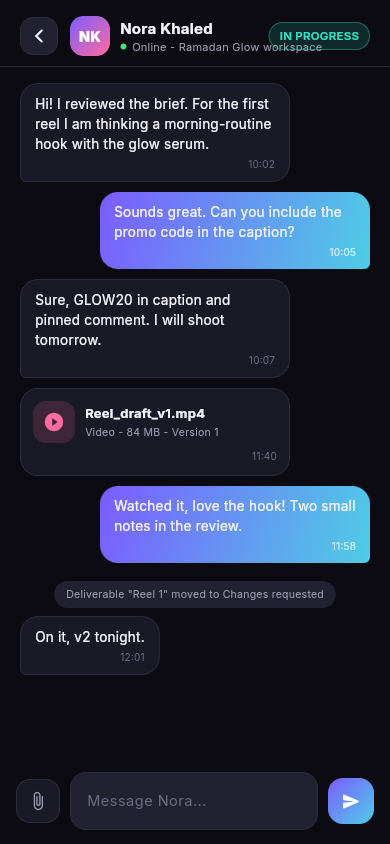 NK
Nora Khaled
Online - Ramadan Glow workspace
IN PROGRESS
Hi! I reviewed the brief. For the first
reel I am thinking a morning-routine
hook with the glow serum.
10:02
Sounds great. Can you include the
promo code in the caption?
10:05
Sure, GLOW20 in caption and
pinned comment. I will shoot
tomorrow.
10:07
Reel_draft_v1.mp4
Video - 84 MB - Version 1
11:40
Watched it, love the hook! Two small
notes in the review.
11:58
Deliverable "Reel 1" moved to Changes requested
On it, v2 tonight.
12:01
Message Nora...